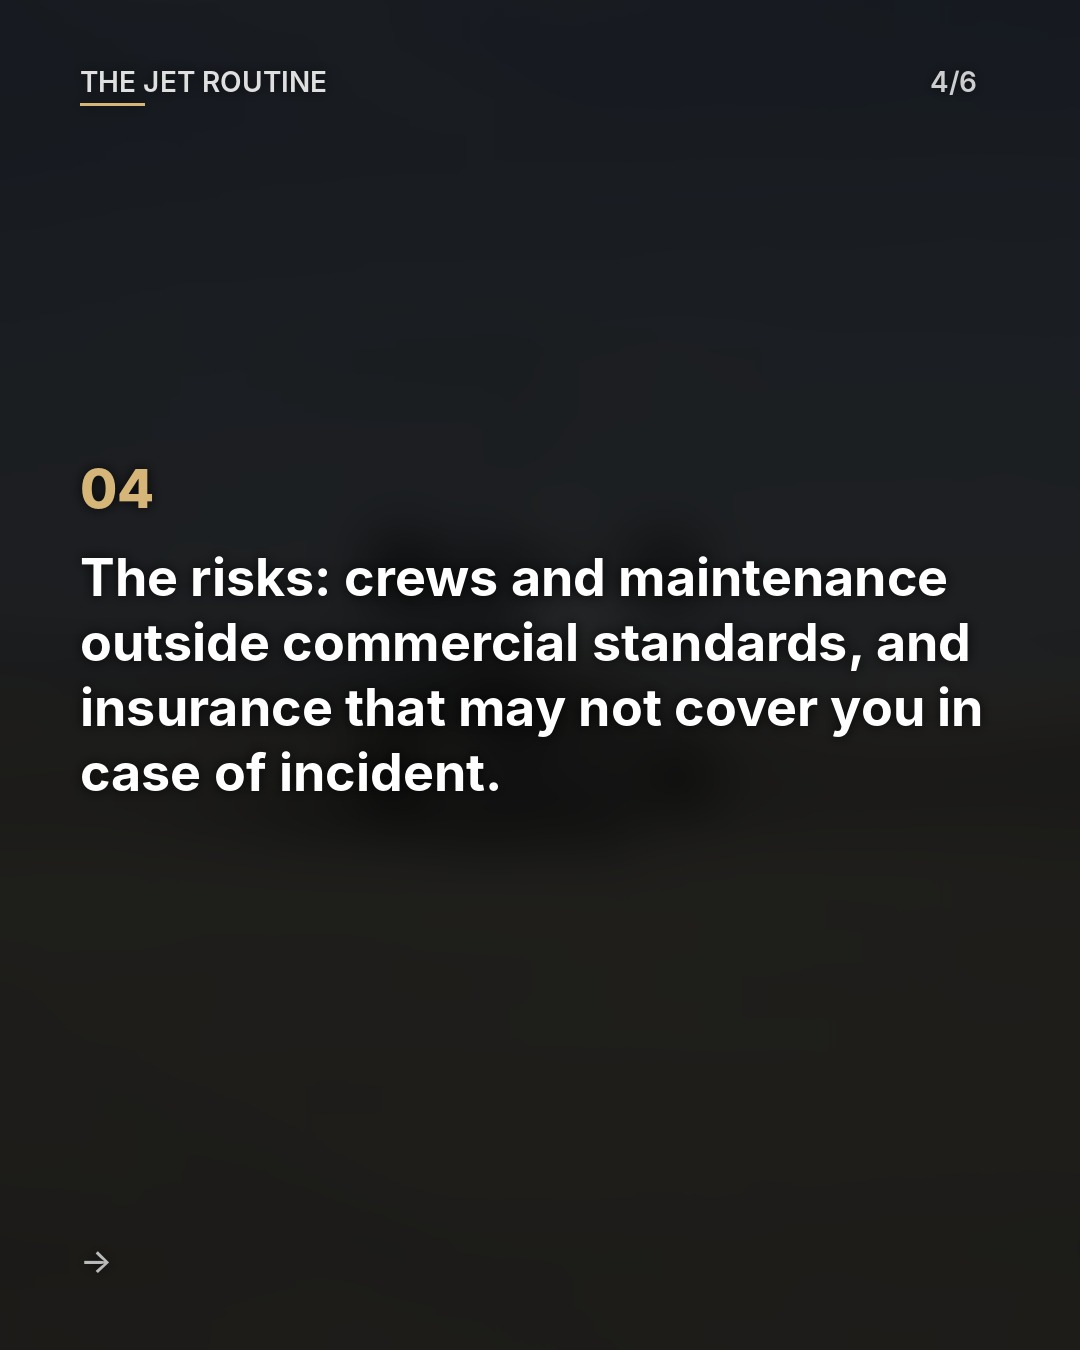 THE JET ROUTINE
4/6
04
The risks: crews and maintenance
outside commercial standards, and
insurance that may not cover you in
case of incident.
→